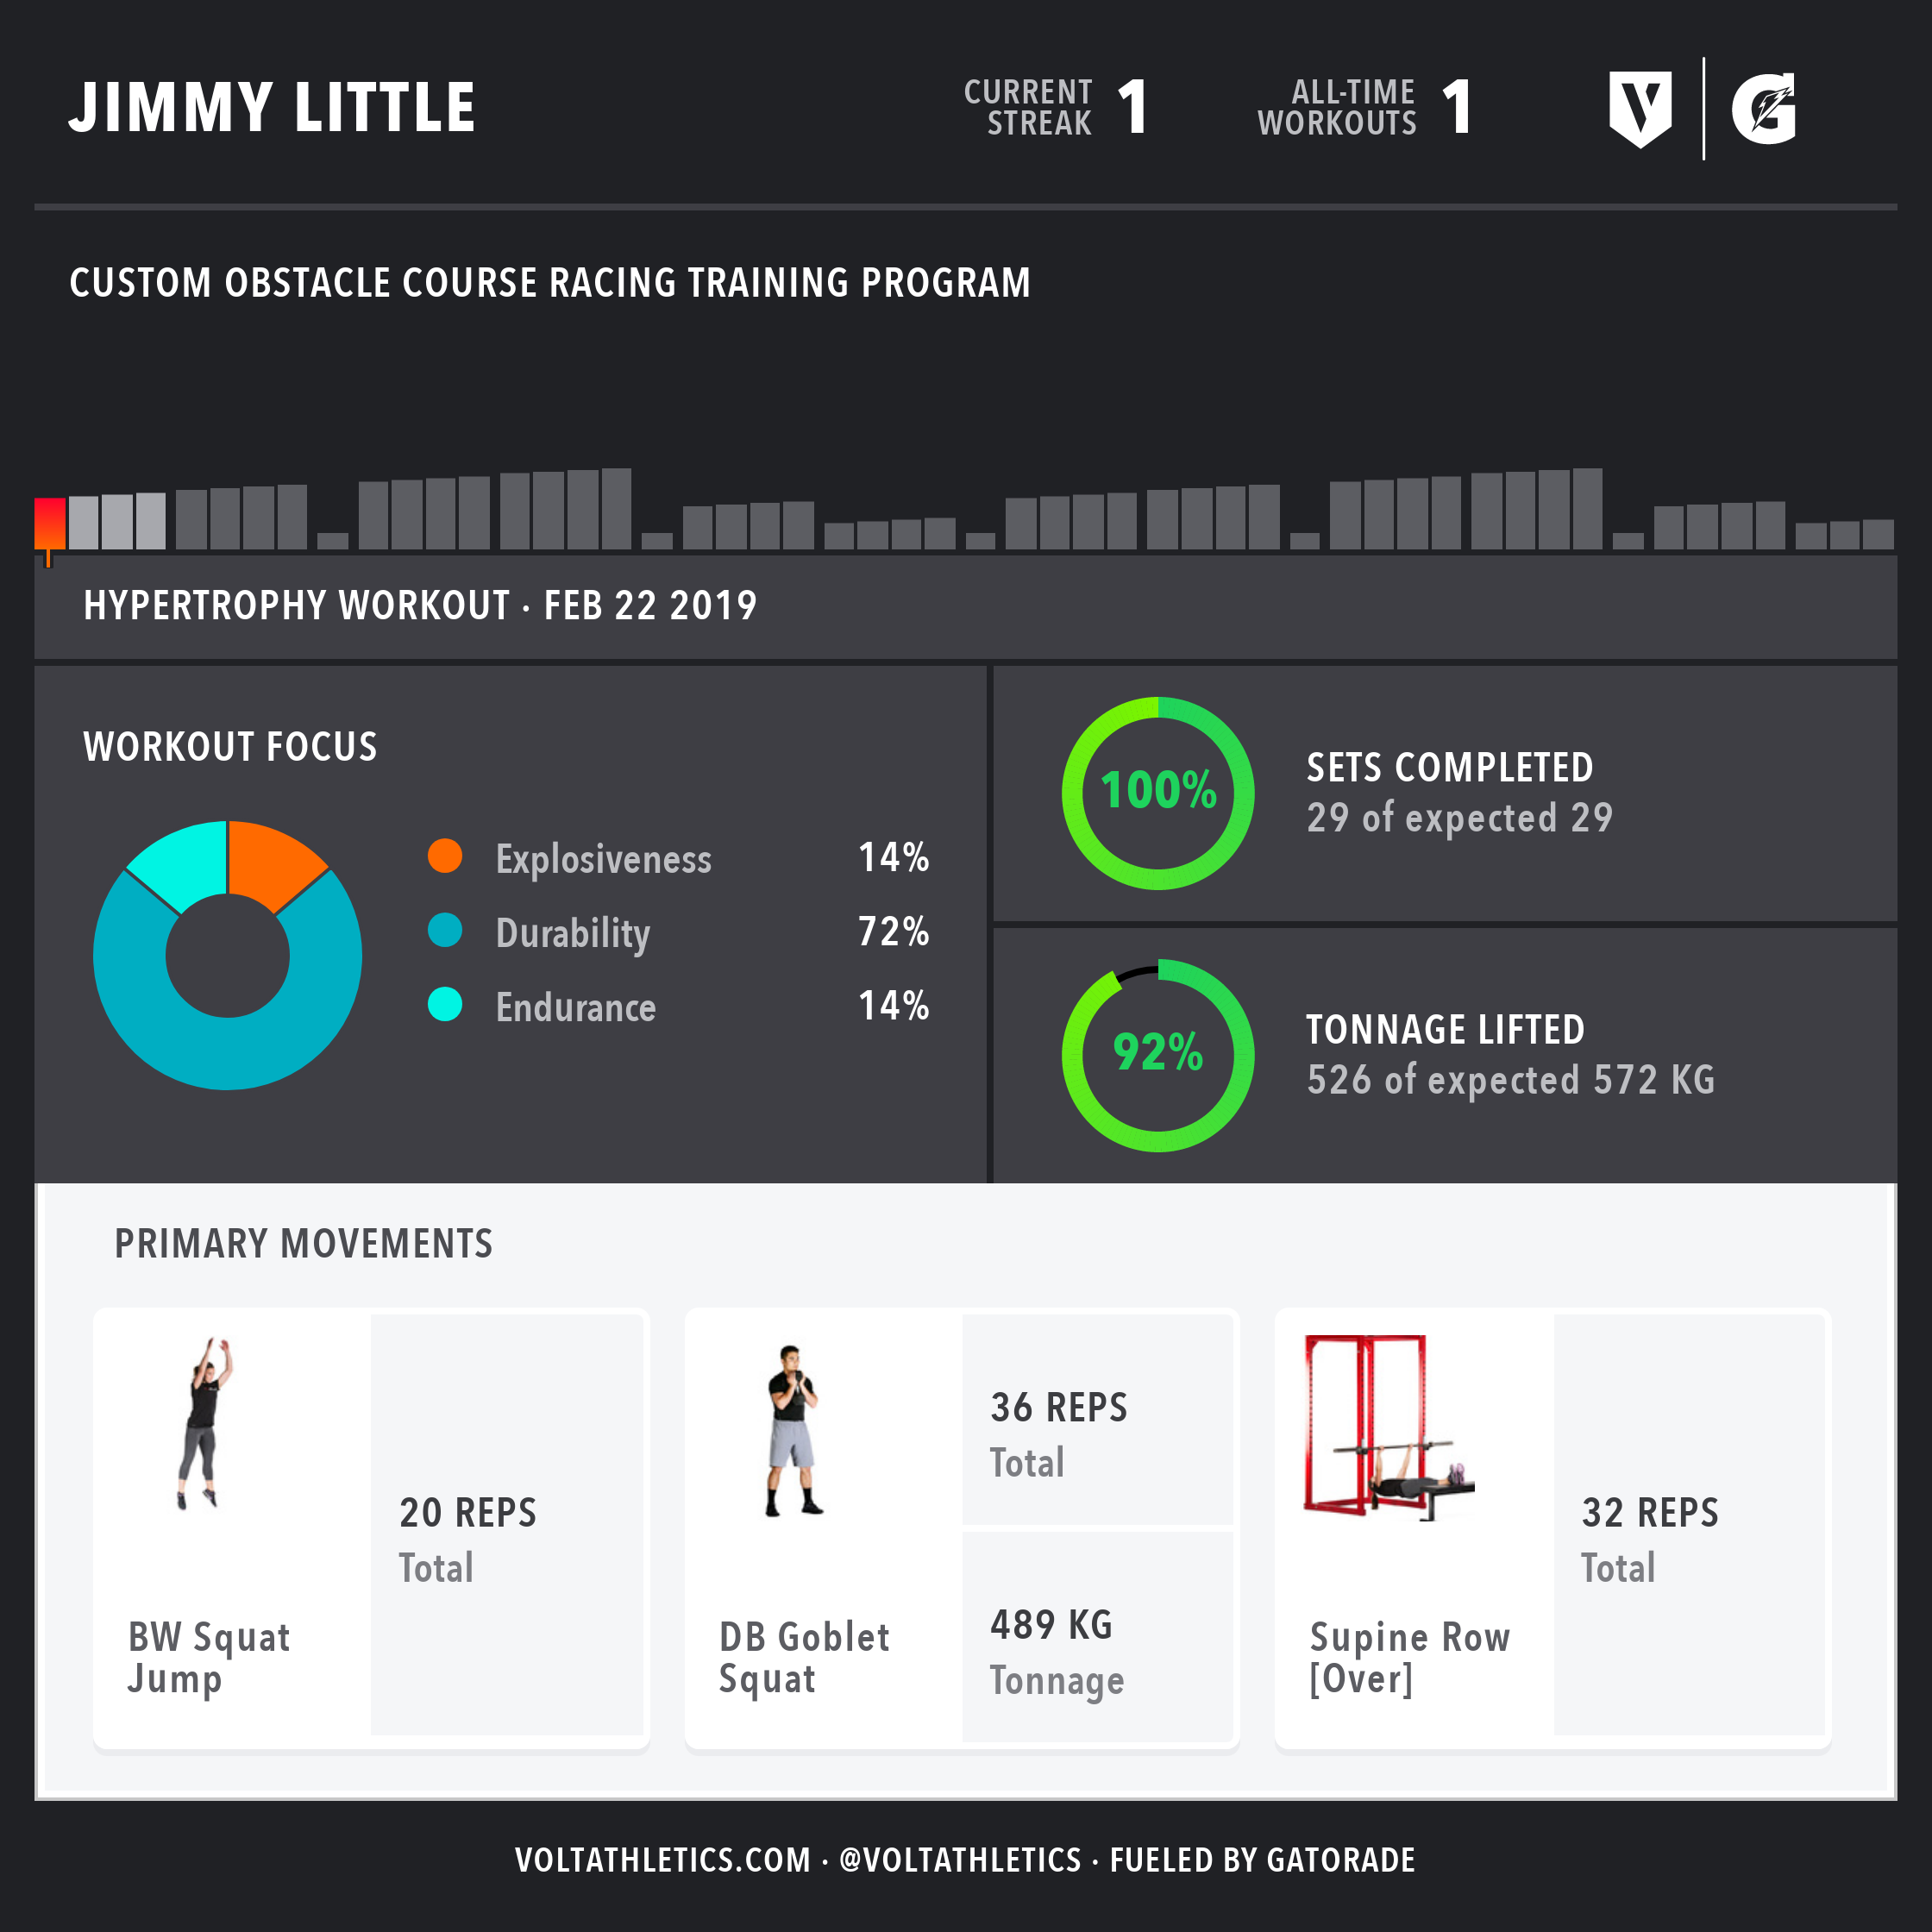 JIMMY LITTLE
CURRENT
STREAK
1
ALL-TIME
WORKOUTS
1
V
G
CUSTOM OBSTACLE COURSE RACING TRAINING PROGRAM
HYPERTROPHY WORKOUT · FEB 22 2019
WORKOUT FOCUS
Explosiveness 14%
Durability 72%
Endurance 14%
100%
SETS COMPLETED
29 of expected 29
92%
TONNAGE LIFTED
526 of expected 572 KG
PRIMARY MOVEMENTS
BW Squat
Jump
20 REPS
Total
DB Goblet
Squat
36 REPS
Total
489 KG
Tonnage
Supine Row
[Over]
32 REPS
Total
VOLTATHLETICS.COM · @VOLTATHLETICS · FUELED BY GATORADE